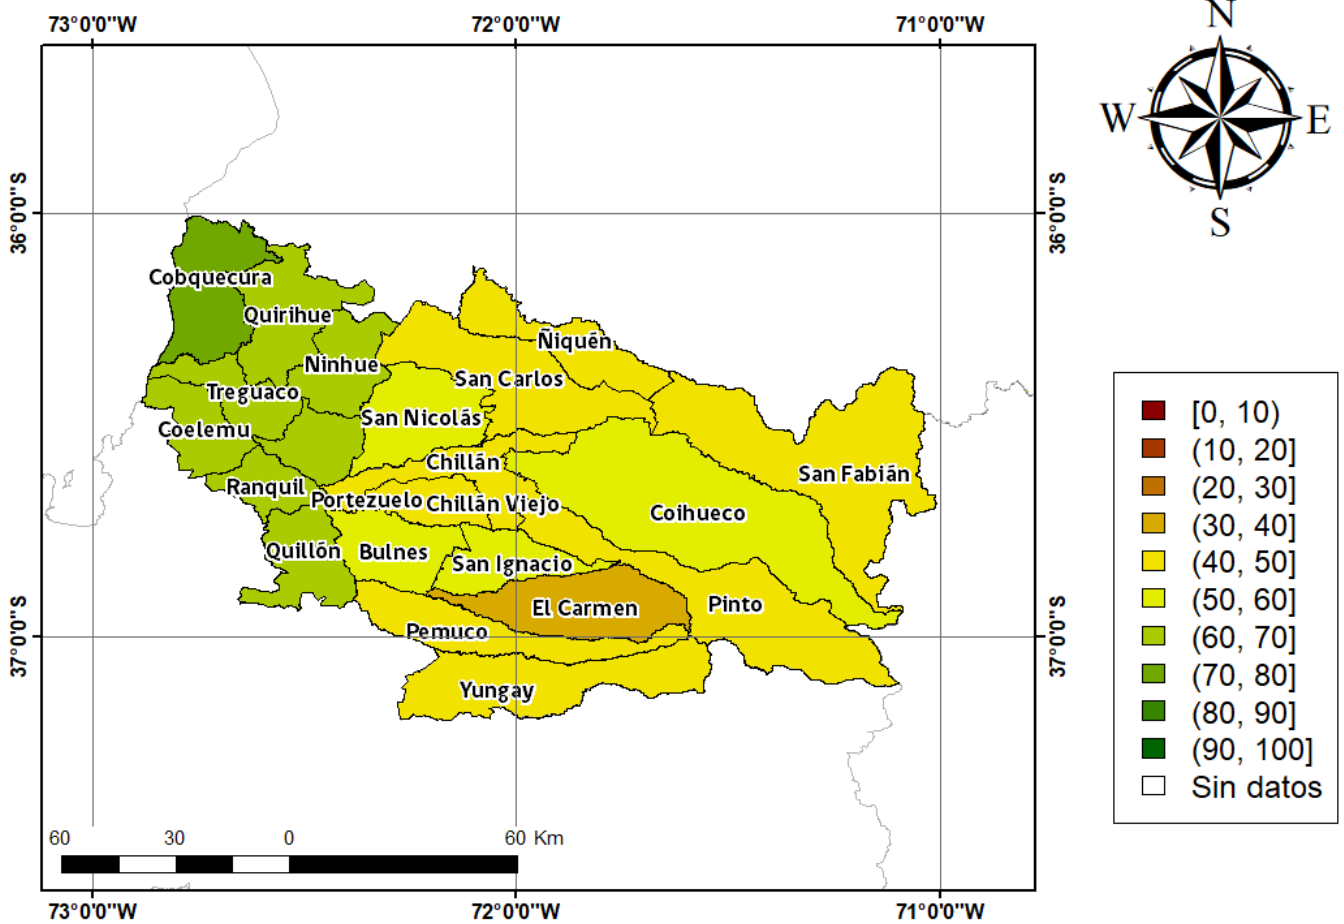 73°0'0"W 72°0'0"W 71°0'0"W
N
W E
S
36°0'0"S 36°0'0"S
Cobquecura
Quirihue
Ñiquén
Ninhue
San Carlos
Treguaco
San Nicolás
Coelemu
Chillán
San Fabián
Ranquil
Portezuelo
Chillán Viejo
Coihueco
Quillón
Bulnes
San Ignacio
El Carmen
Pinto
Pemuco
37°0'0"S 37°0'0"S
Yungay
[0, 10)
(10, 20]
(20, 30]
(30, 40]
(40, 50]
(50, 60]
(60, 70]
(70, 80]
(80, 90]
(90, 100]
Sin datos
60 30 0 60 Km
73°0'0"W 72°0'0"W 71°0'0"W